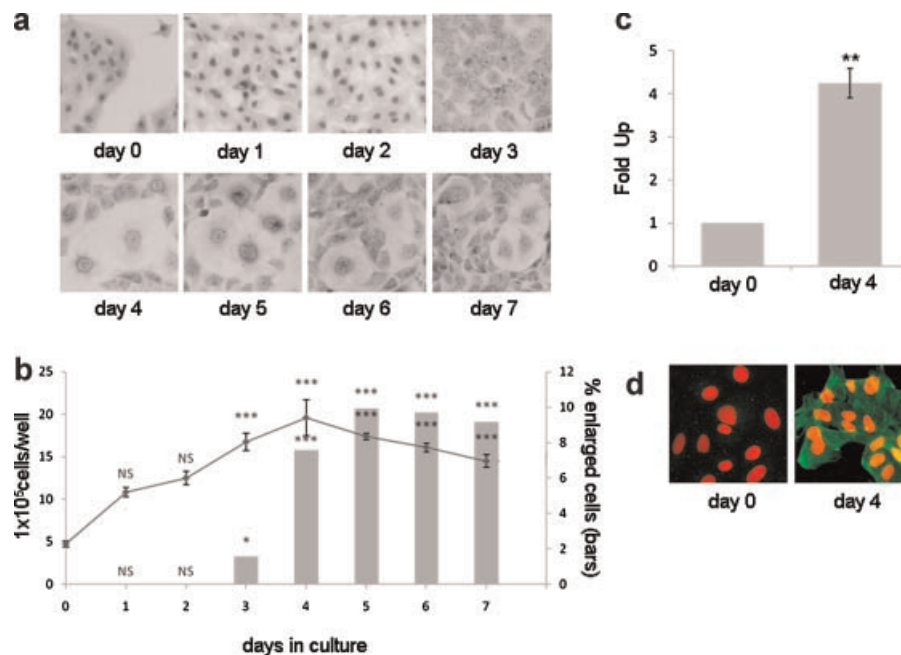 a
day 0 day 1 day 2 day 3
day 4 day 5 day 6 day 7
b
1x10⁵cells/well
25
20
15
10
5
0
NS NS *** *** *** *** ***
NS NS * *** *** *** ***
12
10
8
6
4
2
0
% enlarged cells (bars)
0 1 2 3 4 5 6 7
days in culture
c
Fold Up
5
4
3
2
1
0
**
day 0 day 4
d
day 0 day 4